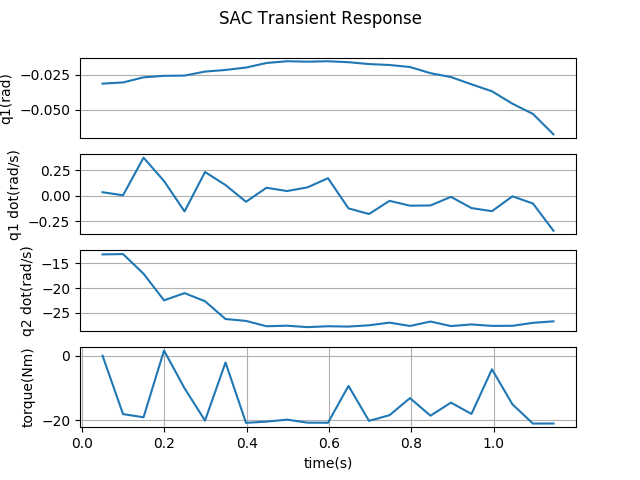 SAC Transient Response
−0.025
−0.050
q1(rad)
0.25
0.00
−0.25
q1 dot(rad/s)
−15
−20
−25
q2 dot(rad/s)
0
−20
torque(Nm)
0.0 0.2 0.4 0.6 0.8 1.0
time(s)